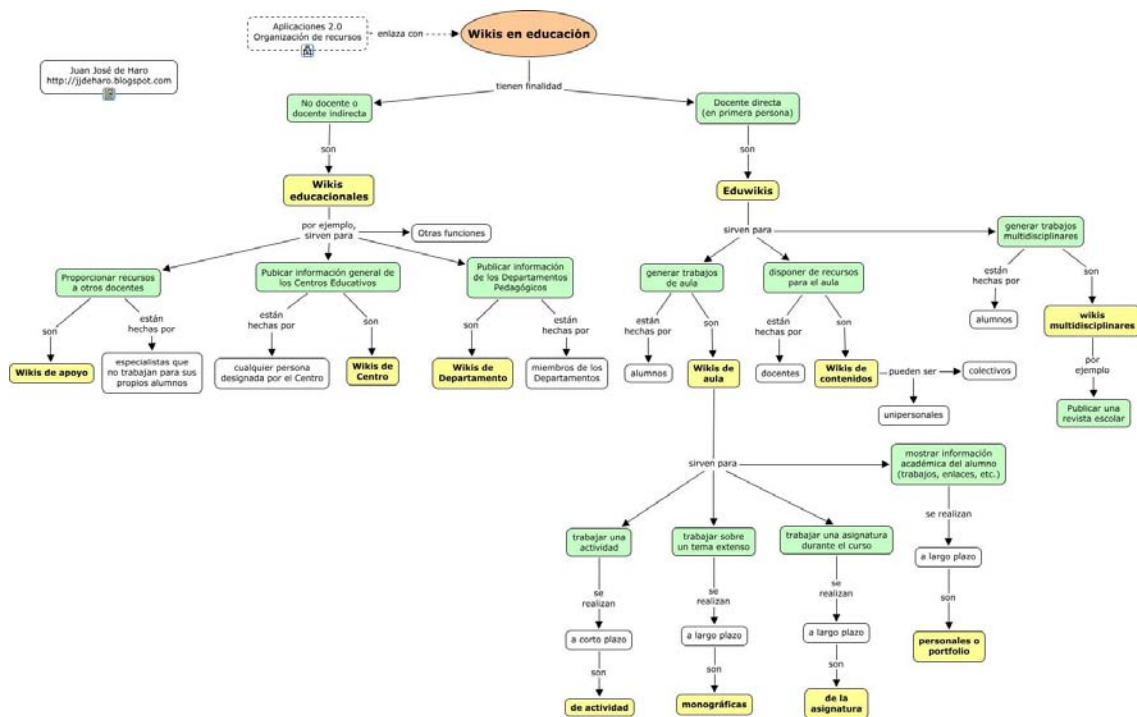 Aplicaciones 2.0
Organización de recursos
enlaza con
Wikis en educación
Juan José de Haro
http://jjdeharo.blogspot.com
tienen finalidad
No docente o
docente indirecta
Docente directa
(en primera persona)
son
son
Wikis
educacionales
Eduwikis
por ejemplo,
sirven para
Otras funciones
sirven para
generar trabajos
multidisciplinares
Proporcionar recursos
a otros docentes
Pubicar información general de
los Centros Educativos
Publicar información
de los Departamentos
Pedagógicos
generar trabajos
de aula
disponer de recursos
para el aula
están
hechas por
son
son
están
hechas por
están
hechas por
son
son
están
hechas por
están
hechas por
son
están
hechas por
son
alumnos
wikis
multidisciplinares
Wikis de apoyo
especialistas que
no trabajan para sus
propios alumnos
cualquier persona
designada por el Centro
Wikis de
Centro
Wikis de
Departamento
miembros de los
Departamentos
alumnos
Wikis de
aula
docentes
Wikis de
contenidos
pueden ser
colectivos
unipersonales
por
ejemplo
Publicar una
revista escolar
sirven para
mostrar información
académica del alumno
(trabajos, enlaces, etc.)
trabajar una
actividad
trabajar sobre
un tema extenso
trabajar una asignatura
durante el curso
se realizan
a largo plazo
se
realizan
se
realizan
se
realizan
a corto plazo
a largo plazo
a largo plazo
son
personales o
portfolio
son
son
son
de actividad
monográficas
de la
asignatura